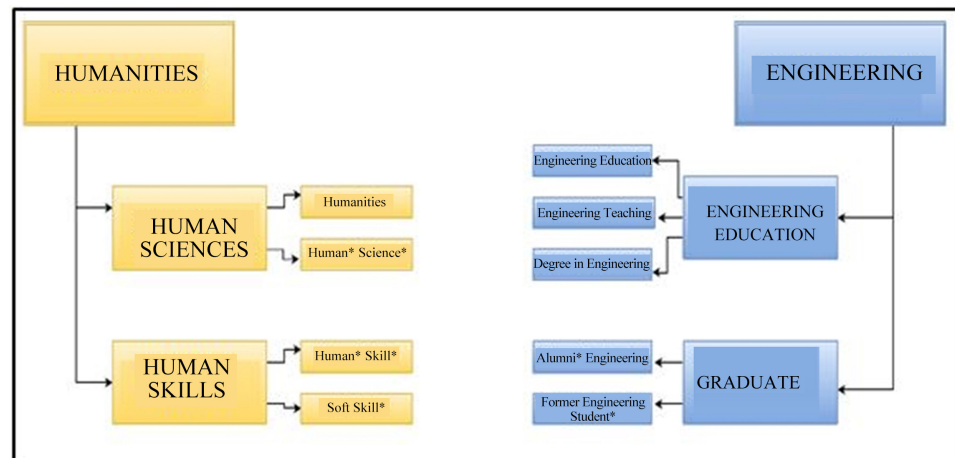 HUMANITIES
HUMAN
SCIENCES
Humanities
Human* Science*
HUMAN
SKILLS
Human* Skill*
Soft Skill*
ENGINEERING
Engineering Education
Engineering Teaching
Degree in Engineering
ENGINEERING
EDUCATION
Alumni* Engineering
Former Engineering
Student*
GRADUATE